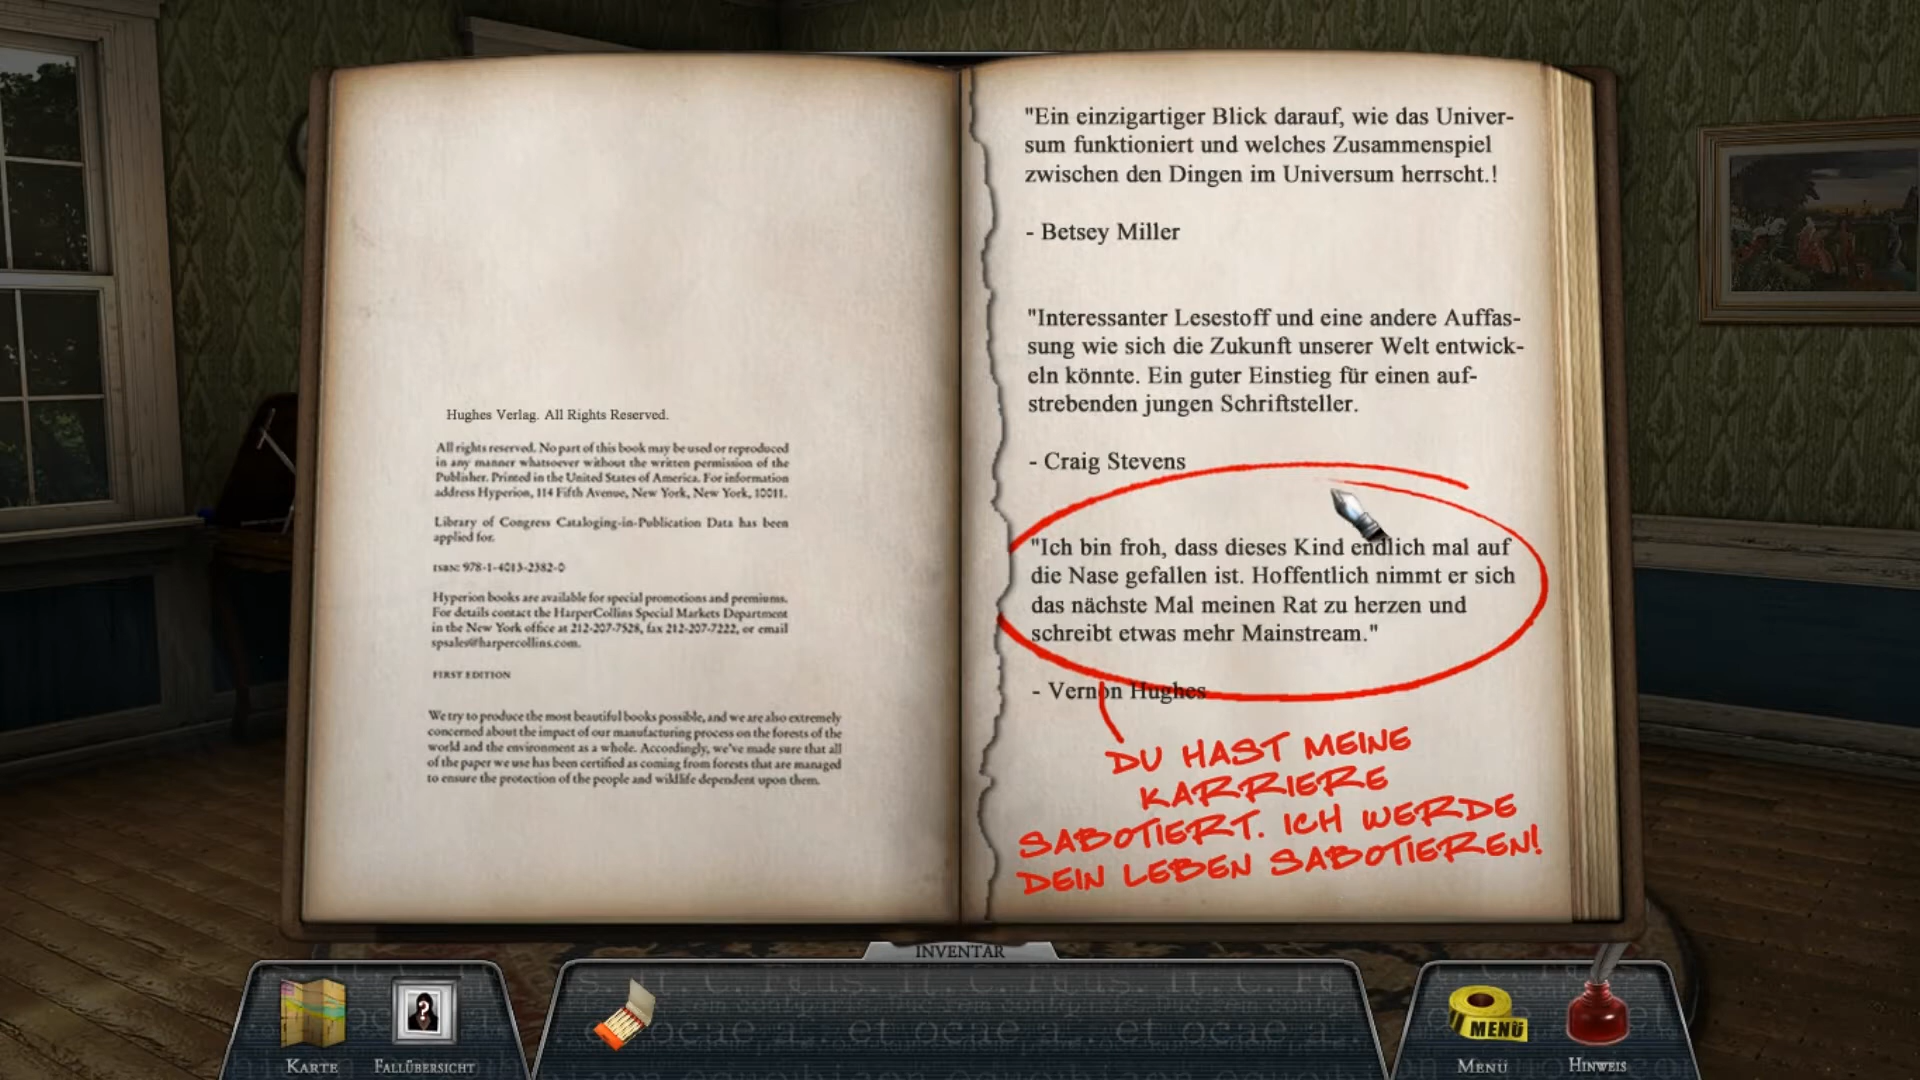 Hughes Verlag. All Rights Reserved.
All rights reserved. No part of this book may be used or reproduced
in any manner whatsoever without the written permission of the
Publisher. Printed in the United States of America. For information
address Hyperion, 114 Fifth Avenue, New York, New York, 10011.
Library of Congress Cataloging-in-Publication Data has been
applied for.
ISBN: 978-1-4013-2382-0
Hyperion books are available for special promotions and premiums.
For details contact the HarperCollins Special Markets Department
in the New York office at 212-207-7528, fax 212-207-7222, or email
spsales@harpercollins.com.
FIRST EDITION
We try to produce the most beautiful books possible, and we are also extremely
concerned about the impact of our manufacturing process on the forests of the
world and the environment as a whole. Accordingly, we've made sure that all
of the paper we use has been certified as coming from forests that are managed
to ensure the protection of the people and wildlife dependent upon them.
"Ein einzigartiger Blick darauf, wie das Univer-
sum funktioniert und welches Zusammenspiel
zwischen den Dingen im Universum herrscht.!
- Betsey Miller
"Interessanter Lesestoff und eine andere Auffas-
sung wie sich die Zukunft unserer Welt entwick-
eln könnte. Ein guter Einstieg für einen auf-
strebenden jungen Schriftsteller.
- Craig Stevens
"Ich bin froh, dass dieses Kind endlich mal auf
die Nase gefallen ist. Hoffentlich nimmt er sich
das nächste Mal meinen Rat zu herzen und
schreibt etwas mehr Mainstream."
- Vernon Hughes
DU HAST MEINE
KARRIERE
SABOTIERT. ICH WERDE
DEIN LEBEN SABOTIEREN!
INVENTAR
KARTE
FALLÜBERSICHT
MENÜ
MENÜ
HINWEIS